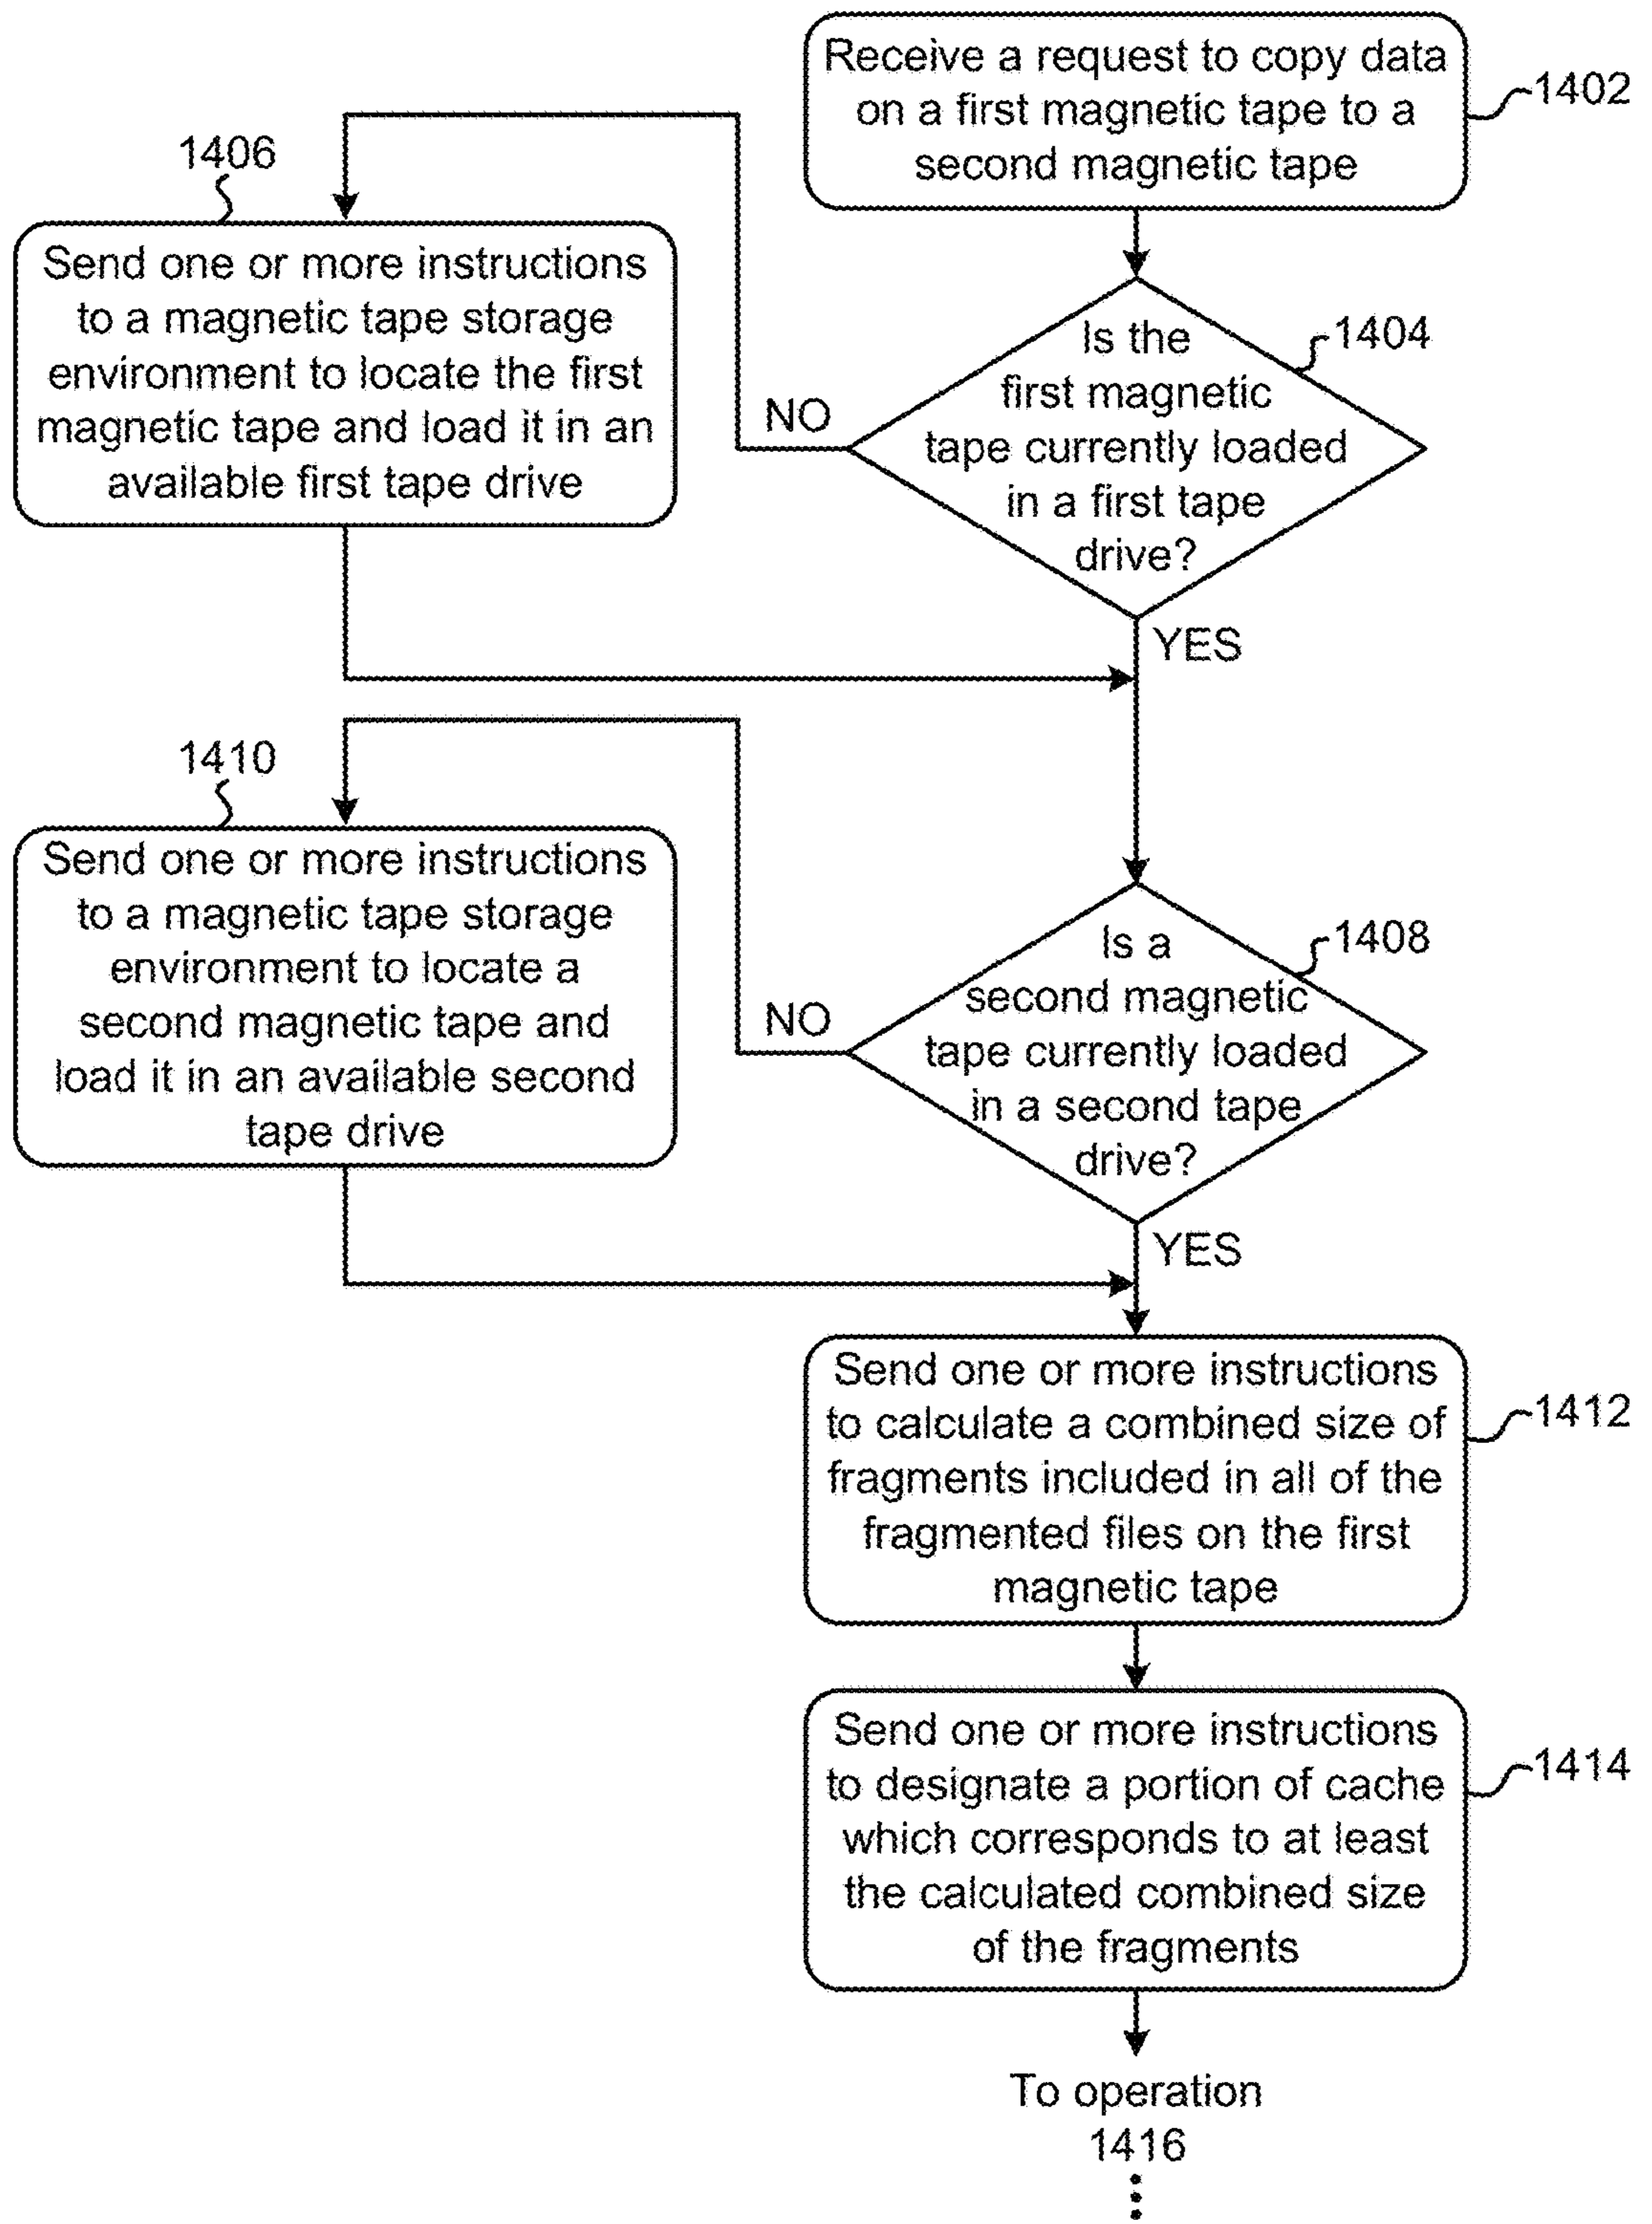 Receive a request to copy data
on a first magnetic tape to a
second magnetic tape
1402
1406
Send one or more instructions
to a magnetic tape storage
environment to locate the first
magnetic tape and load it in an
available first tape drive
Is the
first magnetic
tape currently loaded
in a first tape
drive?
1404
NO
YES
1410
Send one or more instructions
to a magnetic tape storage
environment to locate a
second magnetic tape and
load it in an available second
tape drive
Is a
second magnetic
tape currently loaded
in a second tape
drive?
1408
NO
YES
Send one or more instructions
to calculate a combined size of
fragments included in all of the
fragmented files on the first
magnetic tape
1412
Send one or more instructions
to designate a portion of cache
which corresponds to at least
the calculated combined size
of the fragments
1414
To operation
1416